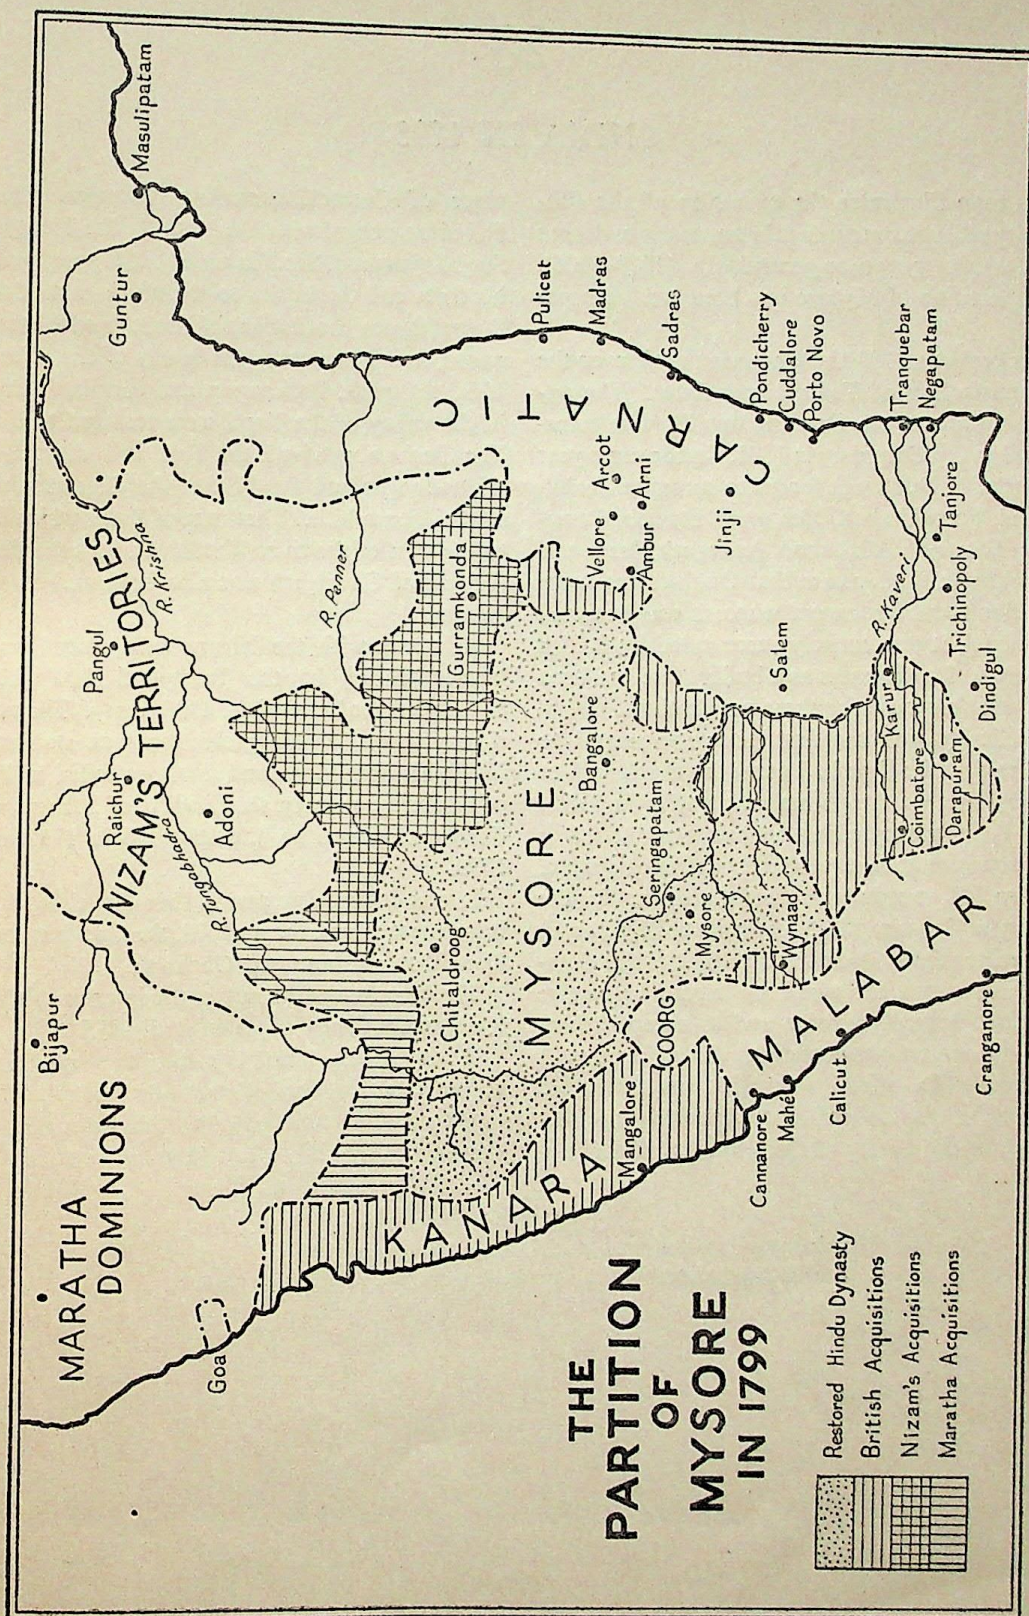 THE
PARTITION
OF
MYSORE
IN 1799
Restored Hindu Dynasty
British Acquisitions
Nizam's Acquisitions
Maratha Acquisitions
MARATHA
DOMINIONS
Bijapur
Goa
NIZAM'S TERRITORIES
Raichur
Pangul
Adoni
R. Tungabhadra
R. Krishna
Guntur
Masulipatam
R. Penner
Gurramkonda
CARNATIC
Pulicat
Madras
Sadras
Arcot
Vellore
Arni
Ambur
Jinji
Pondicherry
Cuddalore
Porto Novo
Tranquebar
Negapatam
Tanjore
Trichinopoly
R. Kaveri
Dindigul
Salem
Karur
Coimbatore
Darapuram
MYSORE
Chitaldroog
Bangalore
Seringapatam
Mysore
Wynaad
COORG
KANARA
Mangalore
MALABAR
Cannanore
Mahé
Calicut
Cranganore